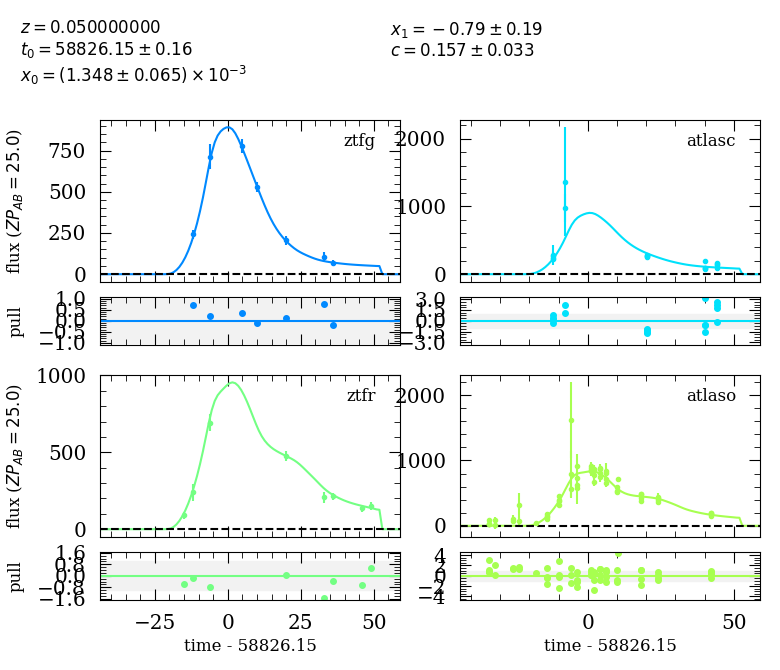 z = 0.050000000
t₀ = 58826.15 ± 0.16
x₀ = (1.348 ± 0.065) × 10⁻³
x₁ = −0.79 ± 0.19
c = 0.157 ± 0.033
flux (ZP_AB = 25.0)
750
500
250
0
ztfg
2000
1000
0
atlasc
pull
1.0
0.5
0.0
−0.5
−1.0
3.0
1.5
0.0
−1.5
−3.0
flux (ZP_AB = 25.0)
1000
500
0
ztfr
2000
1000
0
atlaso
pull
1.6
0.8
0.0
−0.8
−1.6
4
2
0
−2
−4
−25 0 25 50
time - 58826.15
0 50
time - 58826.15